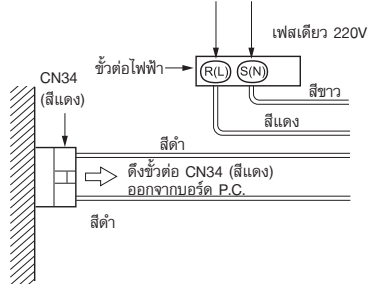 เฟสเดียว 220V
ขั้วต่อไฟฟ้า
R(L) S(N)
CN34
(สีแดง)
สีขาว
สีแดง
สีดำ
ดึงขั้วต่อ CN34 (สีแดง)
ออกจากบอร์ด P.C.
สีดำ